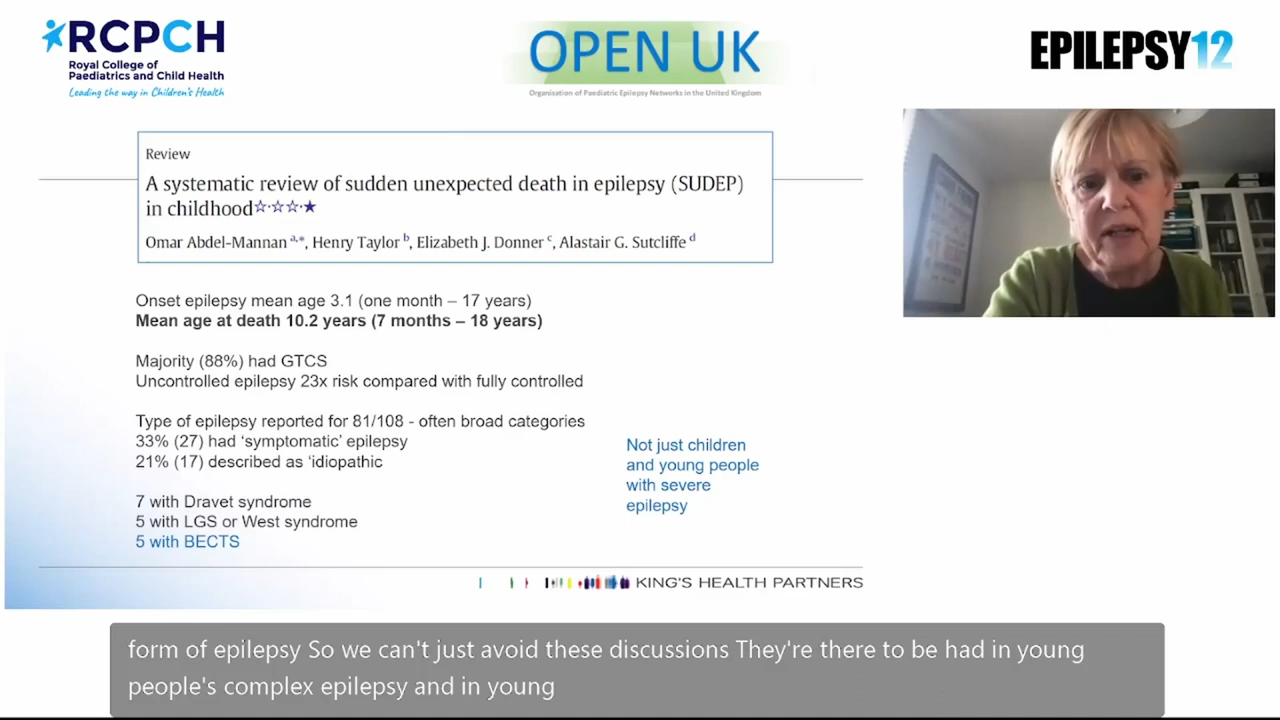 RCPCH
Royal College of
Paediatrics and Child Health
Leading the way in Children's Health
OPEN UK
Organisation of Paediatric Epilepsy Networks in the United Kingdom
EPILEPSY12
Review
A systematic review of sudden unexpected death in epilepsy (SUDEP)
in childhood☆·☆☆·★
Omar Abdel-Mannan a,*, Henry Taylor b, Elizabeth J. Donner c, Alastair G. Sutcliffe d
Onset epilepsy mean age 3.1 (one month – 17 years)
Mean age at death 10.2 years (7 months – 18 years)
Majority (88%) had GTCS
Uncontrolled epilepsy 23x risk compared with fully controlled
Type of epilepsy reported for 81/108 - often broad categories
33% (27) had 'symptomatic' epilepsy
21% (17) described as 'idiopathic
7 with Dravet syndrome
5 with LGS or West syndrome
5 with BECTS
Not just children
and young people
with severe
epilepsy
KING'S HEALTH PARTNERS
form of epilepsy So we can't just avoid these discussions They're there to be had in young
people's complex epilepsy and in young